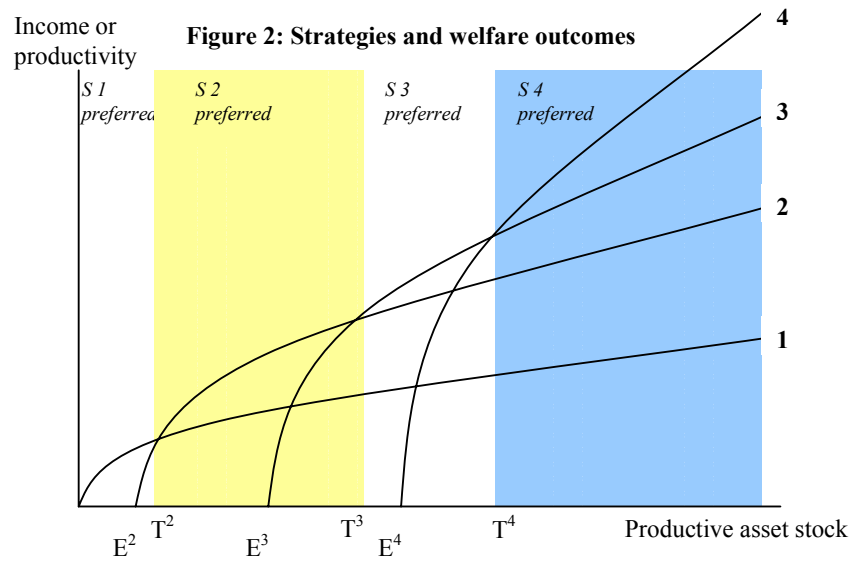 Income or
productivity
Figure 2: Strategies and welfare outcomes
S 1
preferred
S 2
preferred
S 3
preferred
S 4
preferred
4
3
2
1
E² T² E³ T³ E⁴ T⁴ Productive asset stock